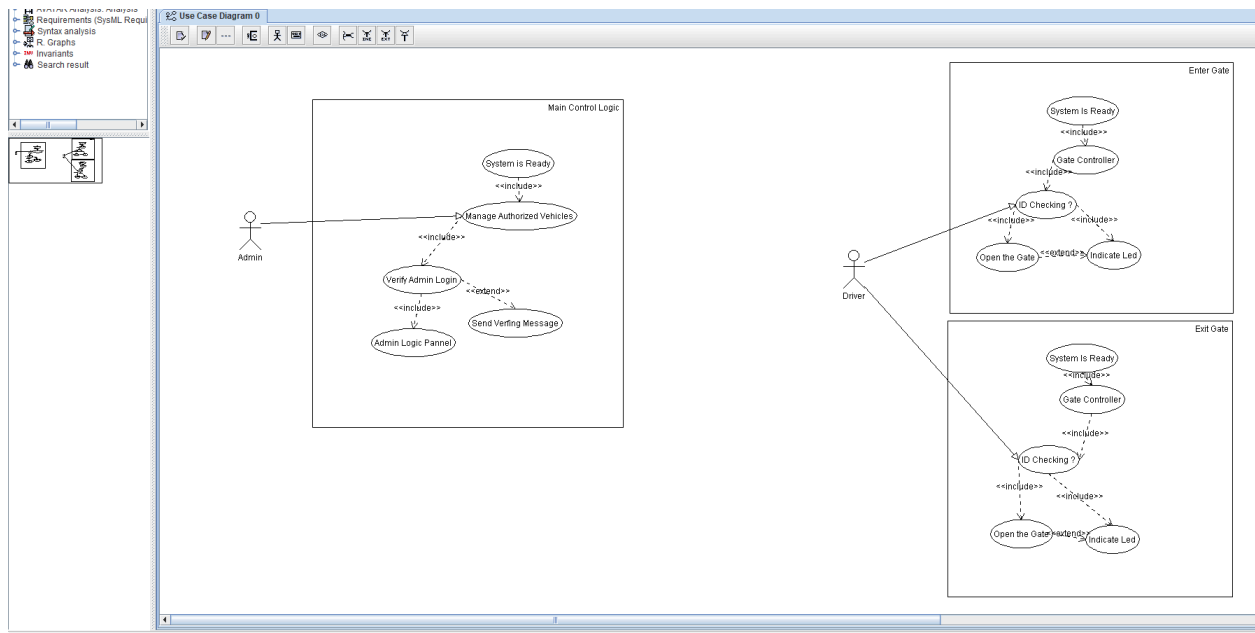 AVATAR Analysis: Analysis
Requirements (SysML Requi
Syntax analysis
R. Graphs
INV Invariants
Search result
Use Case Diagram 0
INE
EXT
Main Control Logic
System is Ready
<<include>>
Manage Authorized Vehicles
<<include>>
Admin
Verify Admin Login
<<extend>>
<<include>>
Send Verfing Message
Admin Logic Pannel
Enter Gate
System Is Ready
<<include>>
Gate Controller
<<include>>
ID Checking ?
<<include>>
<<include>>
Open the Gate
<<extend>>
Indicate Led
Driver
Exit Gate
System Is Ready
<<include>>
Gate Controller
<<include>>
ID Checking ?
<<include>>
<<include>>
Open the Gate
<<extend>>
Indicate Led